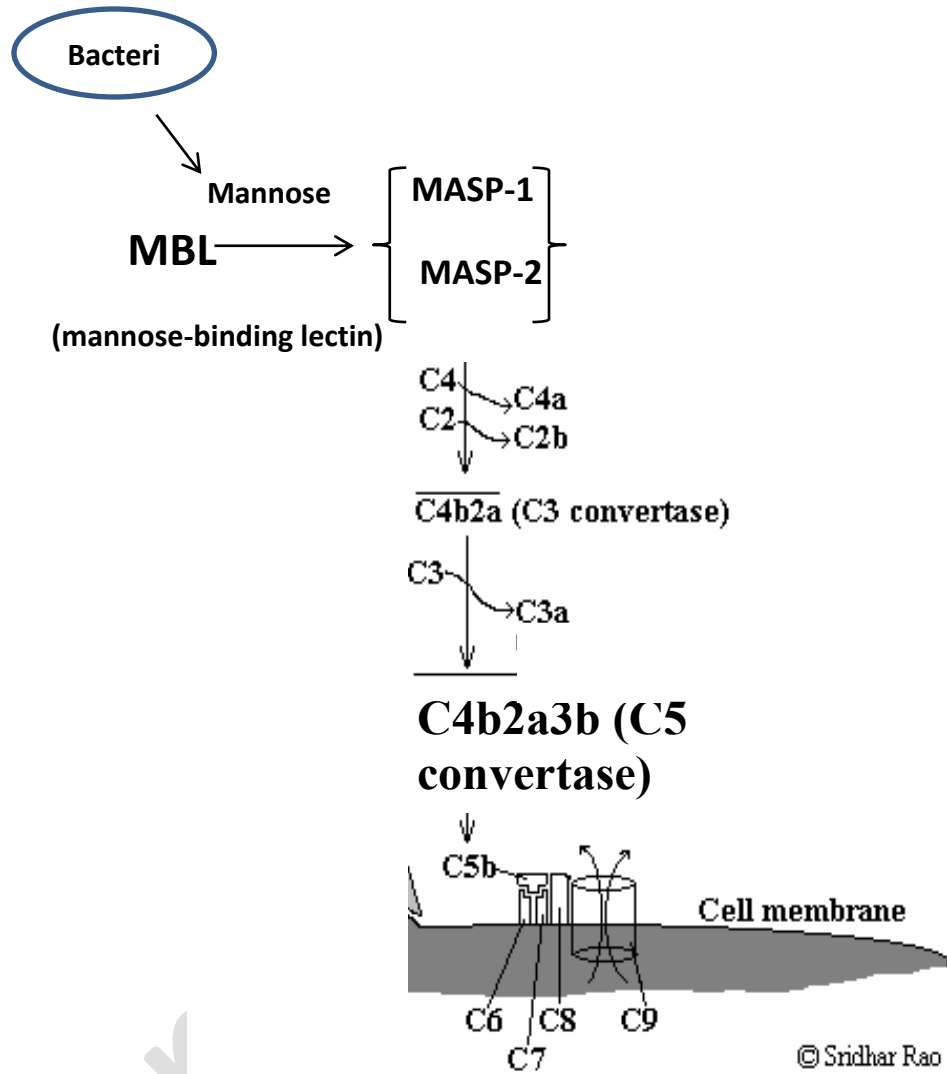 Bacteri
Mannose
MBL
(mannose-binding lectin)
MASP-1
MASP-2
C4
C4a
C2
C2b
C4b2a (C3 convertase)
C3
C3a
C4b2a3b (C5
convertase)
C5b
Cell membrane
C6
C8
C9
C7
© Sridhar Rao